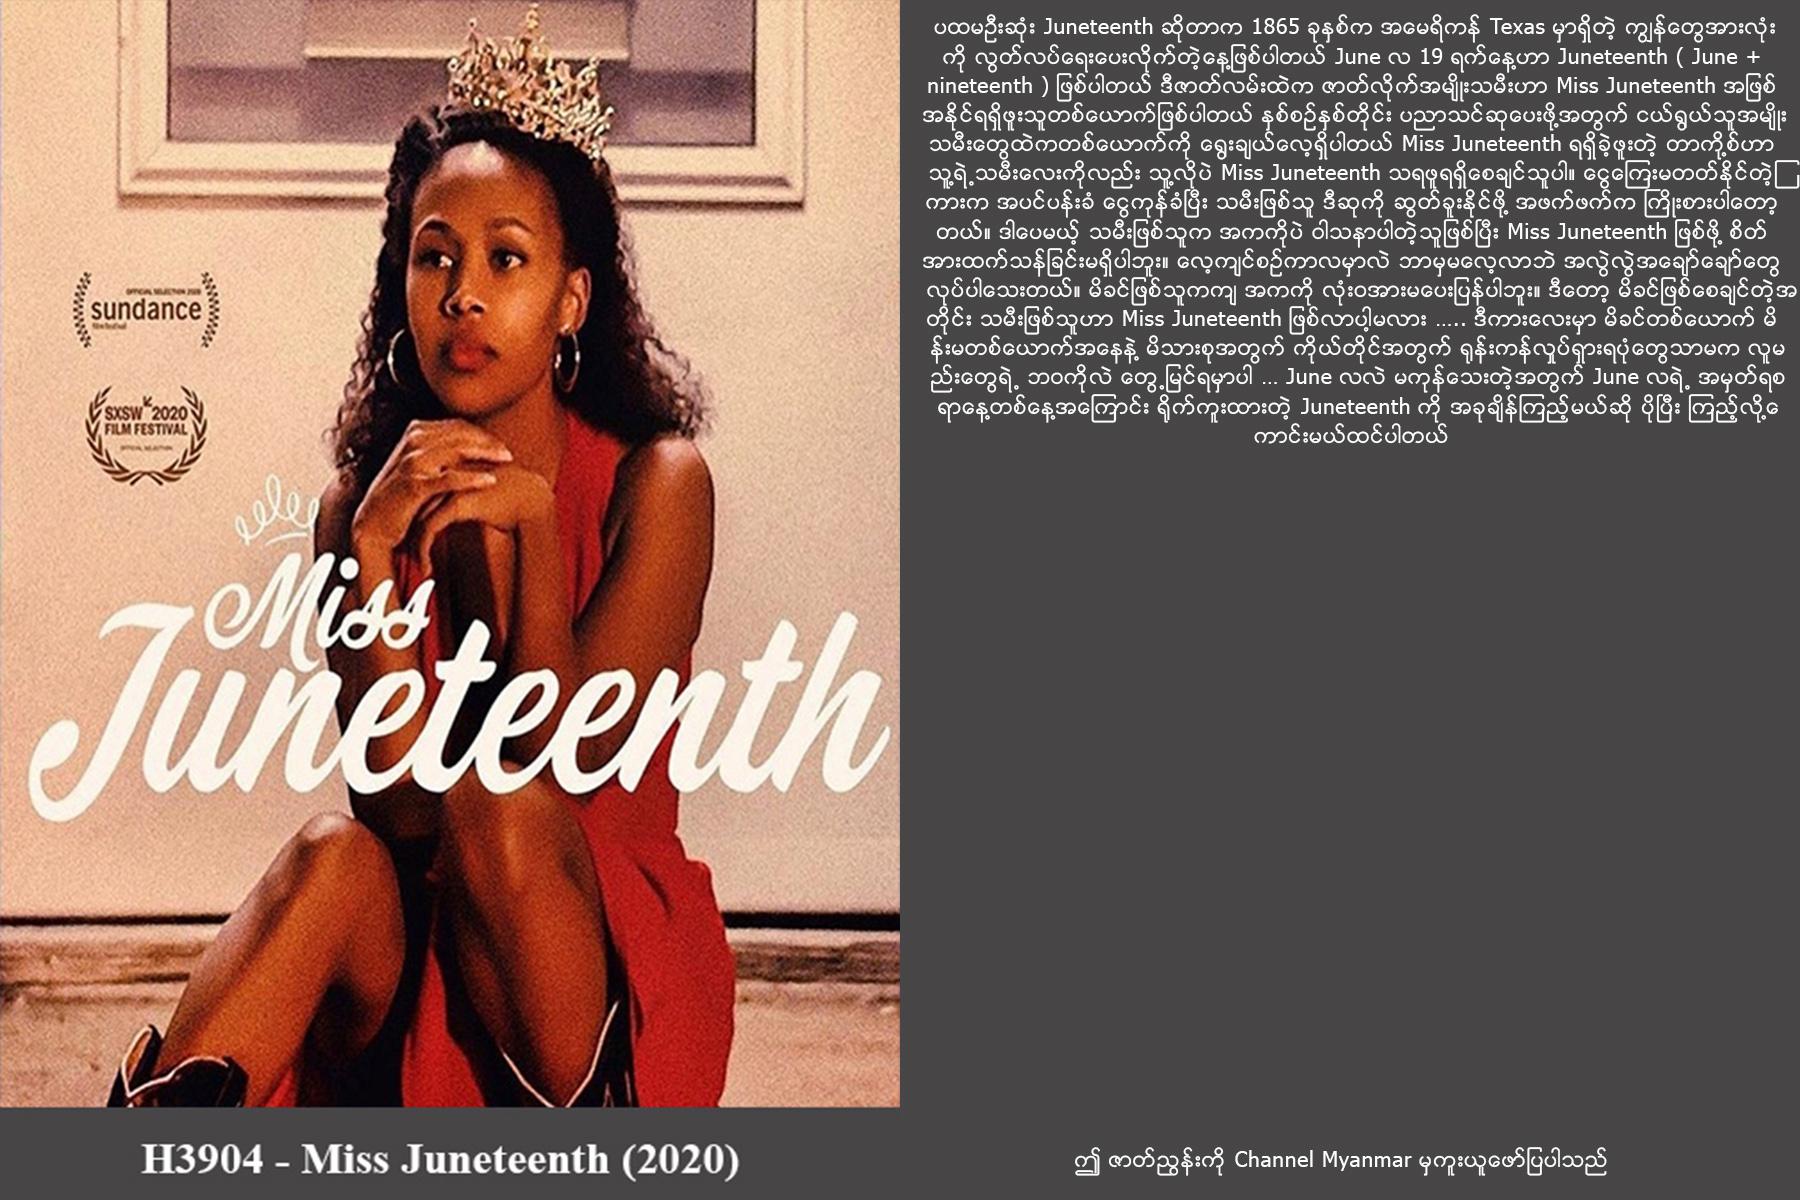 OFFICIAL SELECTION 2020
sundance
film festival
SXSW 2020
FILM FESTIVAL
OFFICIAL SELECTION
Miss
Juneteenth
H3904 - Miss Juneteenth (2020)
ပထမဦးဆုံး Juneteenth ဆိုတာက 1865 ခုနှစ်က အမေရိကန် Texas မှာရှိတဲ့ ကျွန်တွေအားလုံး
ကို လွတ်လပ်ရေးပေးလိုက်တဲ့နေ့ဖြစ်ပါတယ် June လ 19 ရက်နေ့ဟာ Juneteenth ( June +
nineteenth ) ဖြစ်ပါတယ် ဒီဇာတ်လမ်းထဲက ဇာတ်လိုက်အမျိုးသမီးဟာ Miss Juneteenth အဖြစ်
အနိုင်ရရှိဖူးသူတစ်ယောက်ဖြစ်ပါတယ် နှစ်စဉ်နှစ်တိုင်း ပညာသင်ဆုပေးဖို့အတွက် ငယ်ရွယ်သူအမျိုး
သမီးတွေထဲကတစ်ယောက်ကို ရွေးချယ်လေ့ရှိပါတယ် Miss Juneteenth ရရှိခဲ့ဖူးတဲ့ တာကို့စ်ဟာ
သူ့ရဲ့သမီးလေးကိုလည်း သူ့လိုပဲ Miss Juneteenth သရဖူရရှိစေချင်သူပါ။ ငွေကြေးမတတ်နိုင်တဲ့ကြ
ကားက အပင်ပန်းခံ ငွေကုန်ခံပြီး သမီးဖြစ်သူ ဒီဆုကို ဆွတ်ခူးနိုင်ဖို့ အဖက်ဖက်က ကြိုးစားပါတော့
တယ်။ ဒါပေမယ့် သမီးဖြစ်သူက အကကိုပဲ ဝါသနာပါတဲ့သူဖြစ်ပြီး Miss Juneteenth ဖြစ်ဖို့ စိတ်
အားထက်သန်ခြင်းမရှိပါဘူး။ လေ့ကျင်စဉ်ကာလမှာလဲ ဘာမှမလေ့လာဘဲ အလွဲလွဲအချော်ချော်တွေ
လုပ်ပါသေးတယ်။ မိခင်ဖြစ်သူကကျ အကကို လုံးဝအားမပေးပြန်ပါဘူး။ ဒီတော့ မိခင်ဖြစ်စေချင်တဲ့အ
တိုင်း သမီးဖြစ်သူဟာ Miss Juneteenth ဖြစ်လာပါ့မလား ….. ဒီကားလေးမှာ မိခင်တစ်ယောက် မိ
န်းမတစ်ယောက်အနေနဲ့ မိသားစုအတွက် ကိုယ်တိုင်အတွက် ရုန်းကန်လှုပ်ရှားရပုံတွေသာမက လူမ
ည်းတွေရဲ့ ဘဝကိုလဲ တွေ့မြင်ရမှာပါ … June လလဲ မကုန်သေးတဲ့အတွက် June လရဲ့ အမှတ်ရစ
ရာနေ့တစ်နေ့အကြောင်း ရိုက်ကူးထားတဲ့ Juneteenth ကို အခုချိန်ကြည့်မယ်ဆို ပိုပြီး ကြည့်လို့ေ
ကာင်းမယ်ထင်ပါတယ်
ဤ ဇာတ်ညွှန်းကို Channel Myanmar မှကူးယူဖော်ပြပါသည်